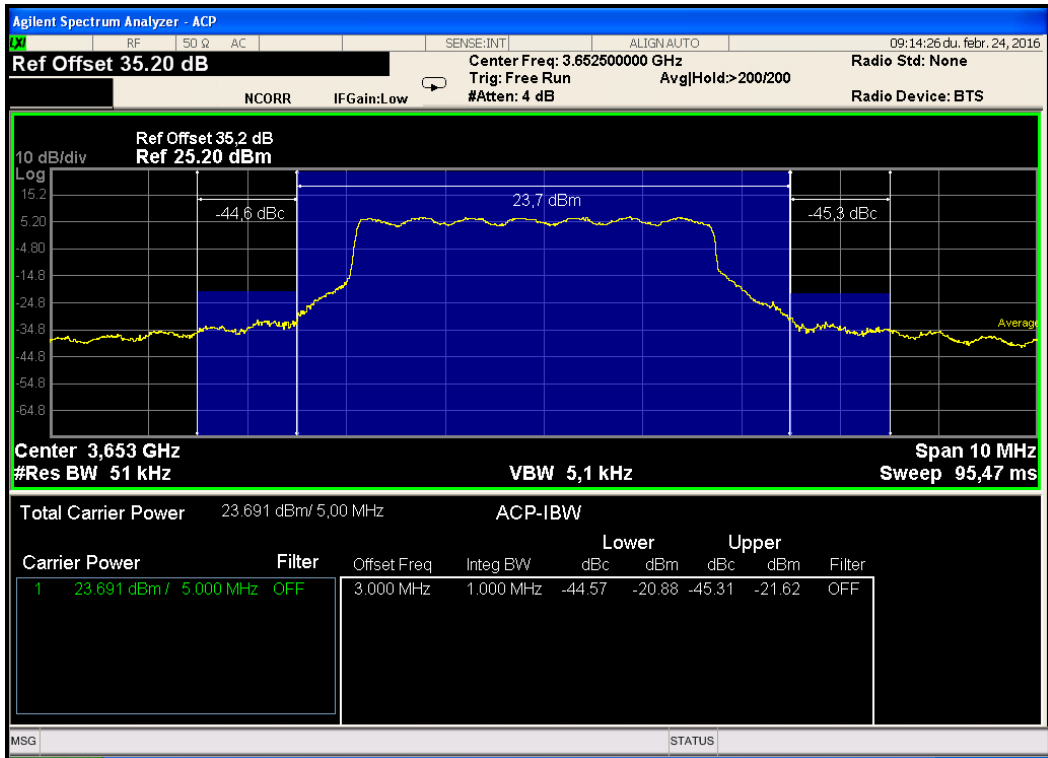 Agilent Spectrum Analyzer - ACP
LXI RF 50 Ω AC SENSE:INT ALIGN AUTO 09:14:26 du. febr. 24, 2016
Ref Offset 35.20 dB Center Freq: 3.652500000 GHz Radio Std: None
Trig: Free Run Avg|Hold:>200/200
NCORR IFGain:Low #Atten: 4 dB Radio Device: BTS
Ref Offset 35,2 dB
10 dB/div Ref 25.20 dBm
Log
15.2 23,7 dBm
-44,6 dBc -45,3 dBc
5.20
-4.80
-14.8
-24.8
-34.8 Average
-44.8
-54.8
-64.8
Center 3,653 GHz Span 10 MHz
#Res BW 51 kHz VBW 5,1 kHz Sweep 95,47 ms
Total Carrier Power 23.691 dBm/ 5,00 MHz ACP-IBW
Lower Upper
Carrier Power Filter Offset Freq Integ BW dBc dBm dBc dBm Filter
1 23.691 dBm / 5.000 MHz OFF 3.000 MHz 1.000 MHz -44.57 -20.88 -45.31 -21.62 OFF
MSG STATUS